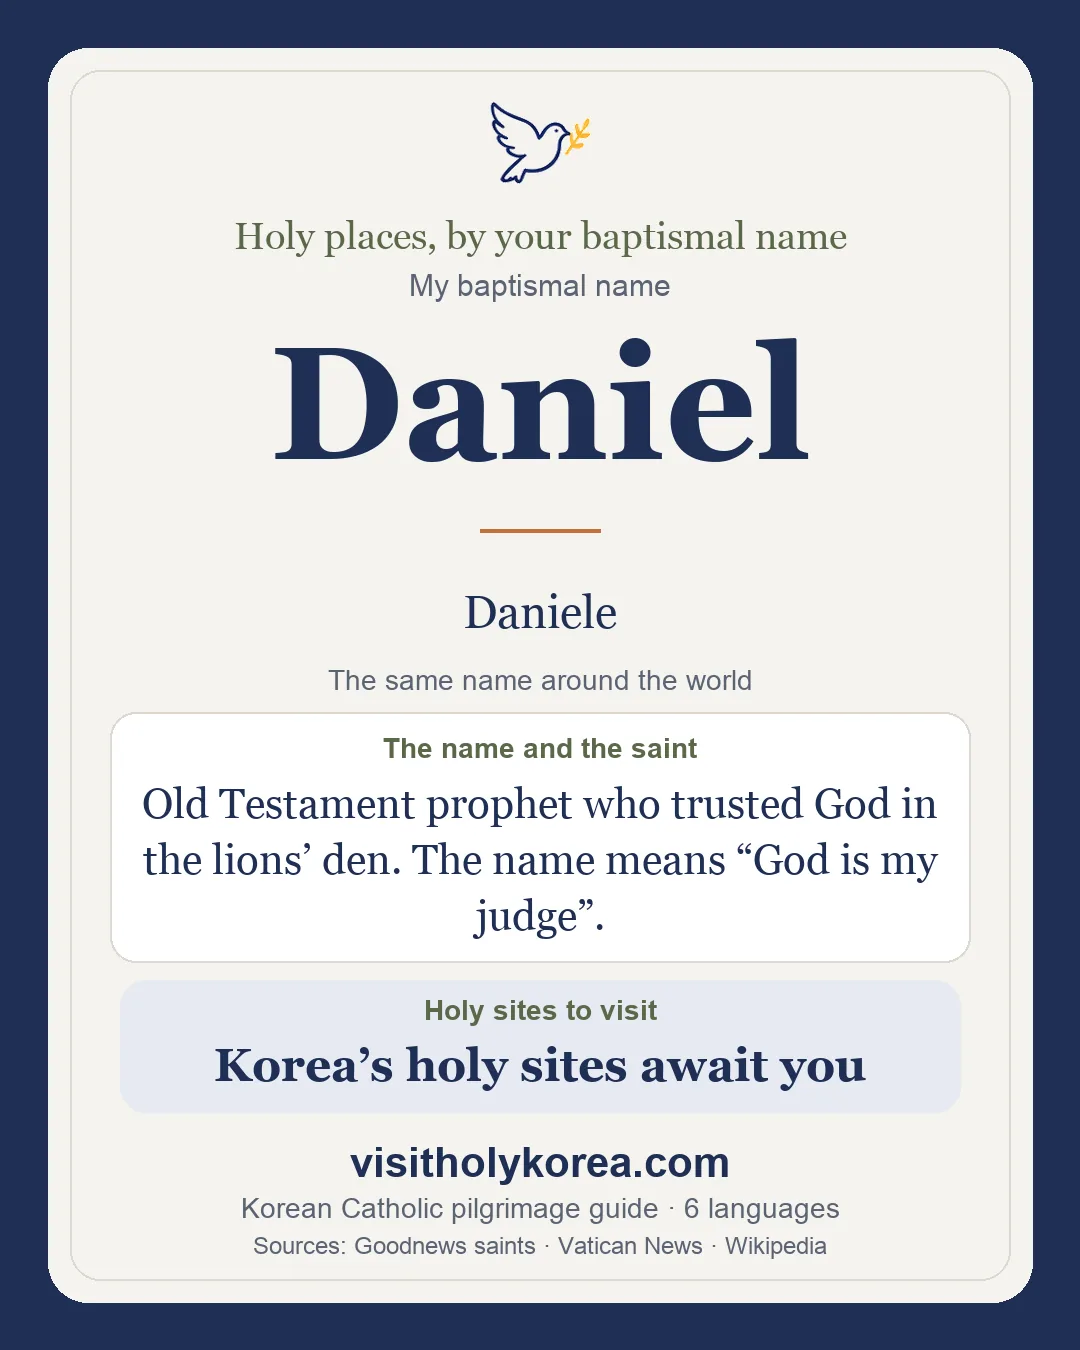 Holy places, by your baptismal name
My baptismal name
Daniel
Daniele
The same name around the world
The name and the saint
Old Testament prophet who trusted God in
the lions’ den. The name means “God is my
judge”.
Holy sites to visit
Korea’s holy sites await you
visitholykorea.com
Korean Catholic pilgrimage guide · 6 languages
Sources: Goodnews saints · Vatican News · Wikipedia